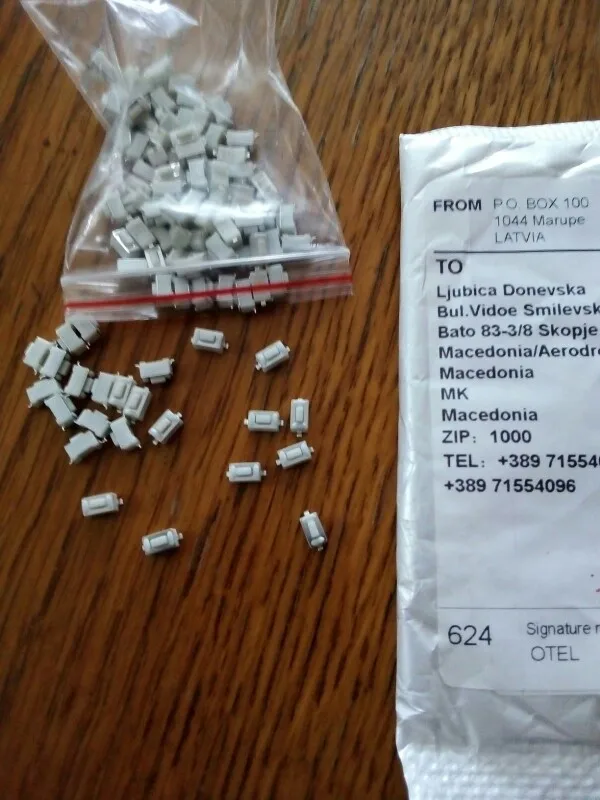 FROM P.O. BOX 100
1044 Marupe
LATVIA
TO
Ljubica Donevska
Bul.Vidoe Smilevsk
Bato 83-3/8 Skopje
Macedonia/Aerodr
Macedonia
MK
Macedonia
ZIP: 1000
TEL: +389 71554
+389 71554096
624
Signature
OTEL